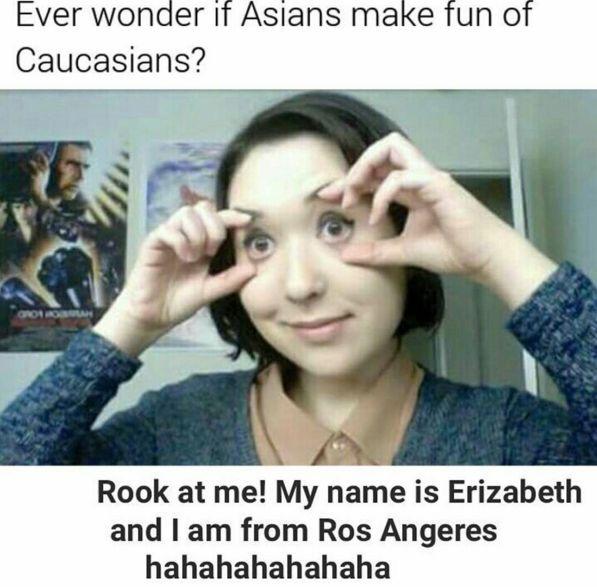 Ever wonder if Asians make fun of
Caucasians?
Rook at me! My name is Erizabeth
and I am from Ros Angeres
hahahahahahaha